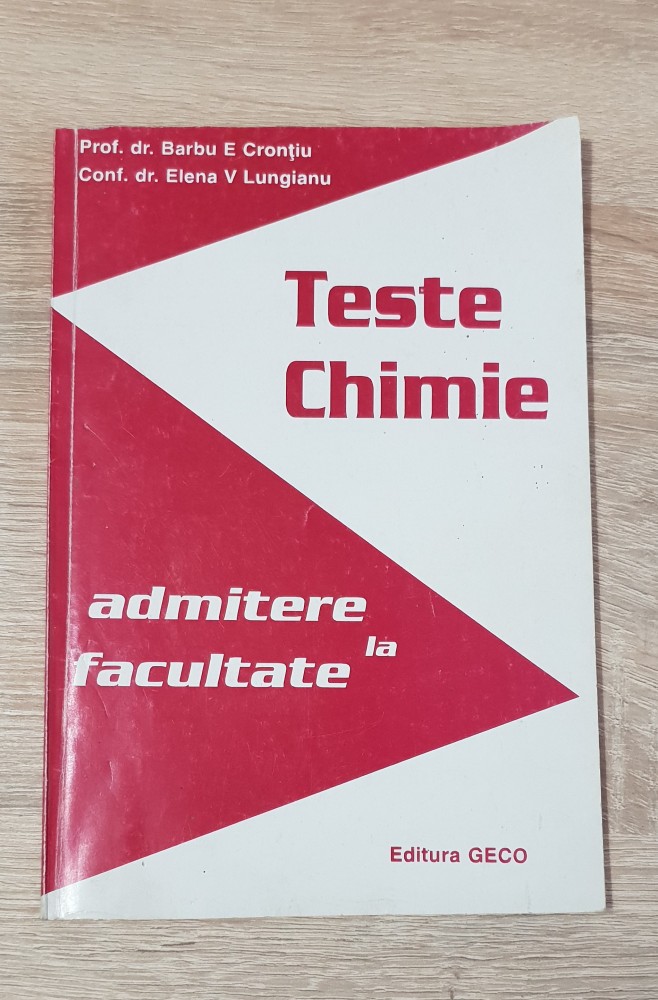 Prof. dr. Barbu E Cronţiu
Conf. dr. Elena V Lungianu
Teste
Chimie
admitere
la
facultate
Editura GECO